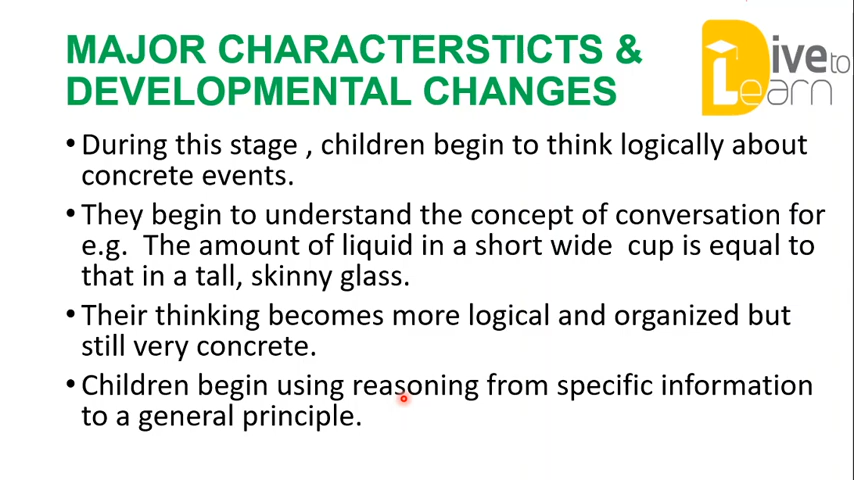 MAJOR CHARACTERSTICTS &
DEVELOPMENTAL CHANGES
Dive to
Learn
• During this stage , children begin to think logically about
concrete events.
• They begin to understand the concept of conversation for
e.g. The amount of liquid in a short wide cup is equal to
that in a tall, skinny glass.
• Their thinking becomes more logical and organized but
still very concrete.
• Children begin using reasoning from specific information
to a general principle.